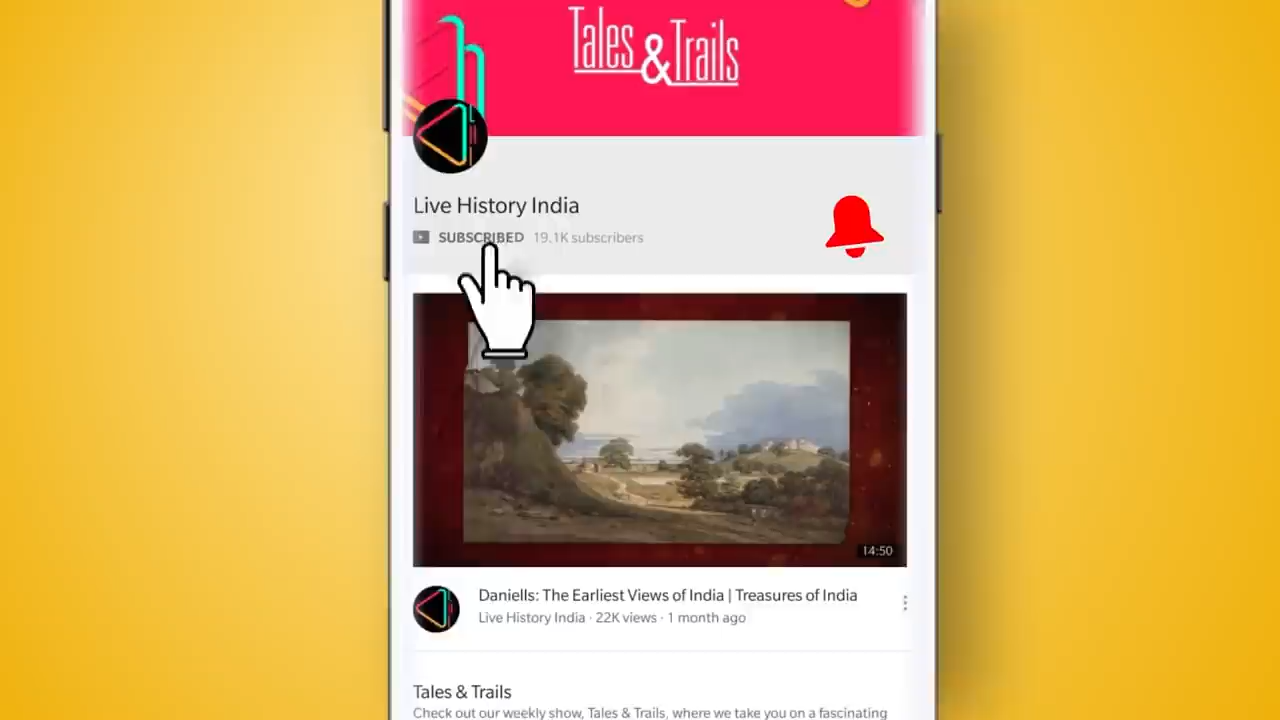 Tales & Trails
Live History India
SUBSCRIBED 19.1K subscribers
14:50
Daniells: The Earliest Views of India | Treasures of India
Live History India · 22K views · 1 month ago
Tales & Trails
Check out our weekly show, Tales & Trails, where we take you on a fascinating